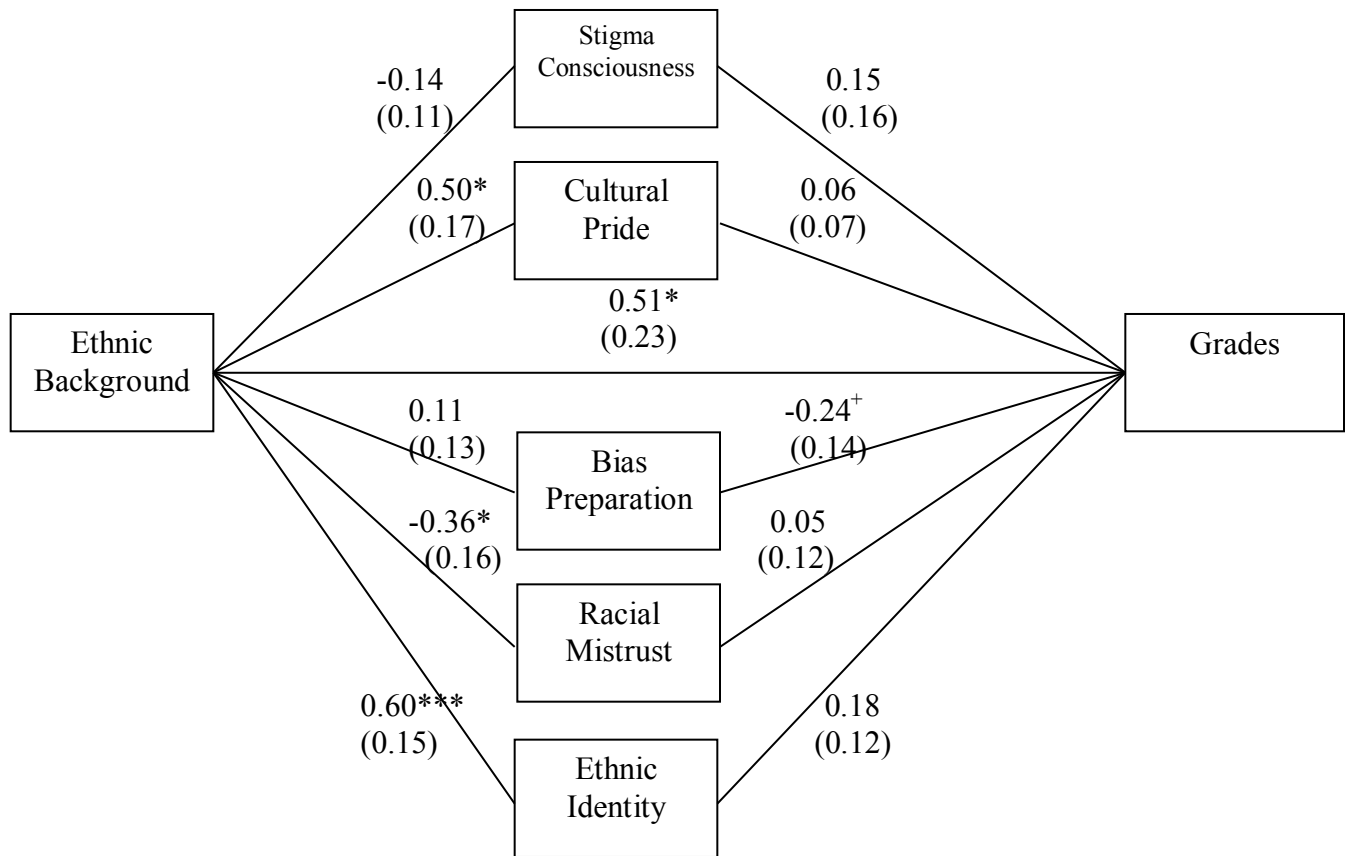 Stigma
Consciousness
-0.14
(0.11)
0.15
(0.16)
0.50*
(0.17)
Cultural
Pride
0.06
(0.07)
0.51*
(0.23)
Ethnic
Background
Grades
0.11
(0.13)
-0.24⁺
(0.14)
Bias
Preparation
-0.36*
(0.16)
0.05
(0.12)
Racial
Mistrust
0.60***
(0.15)
0.18
(0.12)
Ethnic
Identity